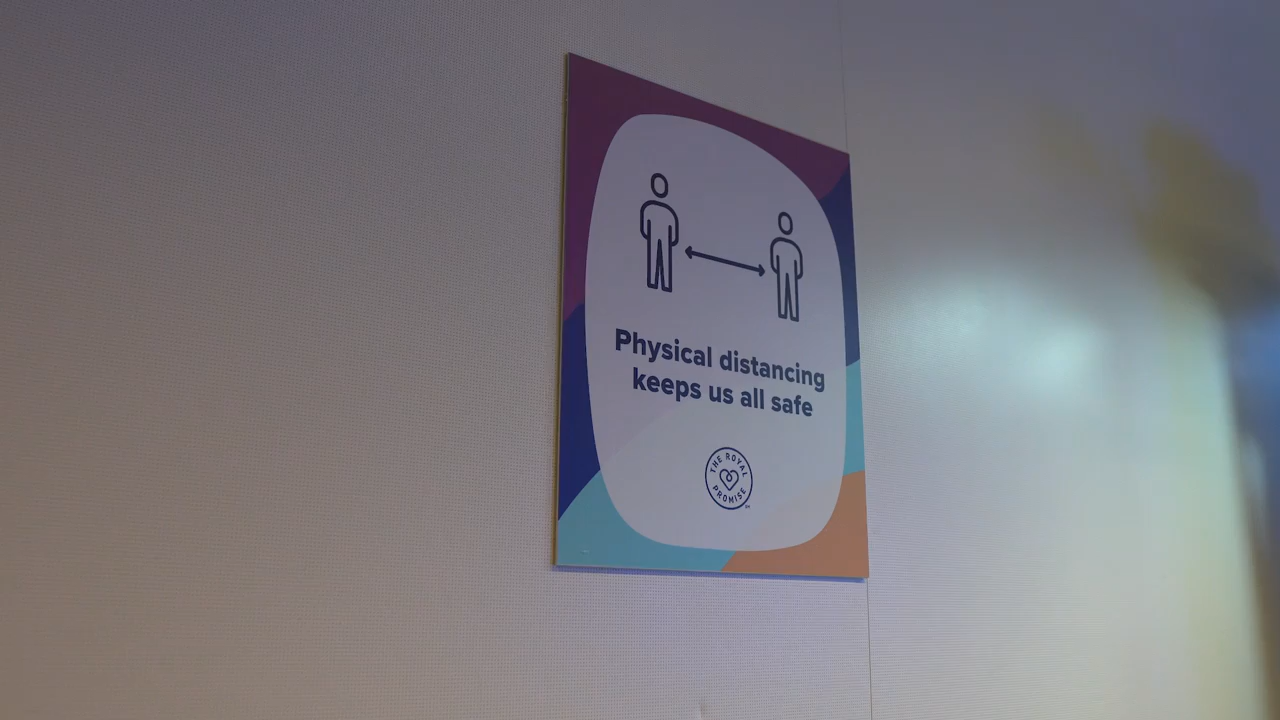 Physical distancing
keeps us all safe
THE ROYAL
PROMISE